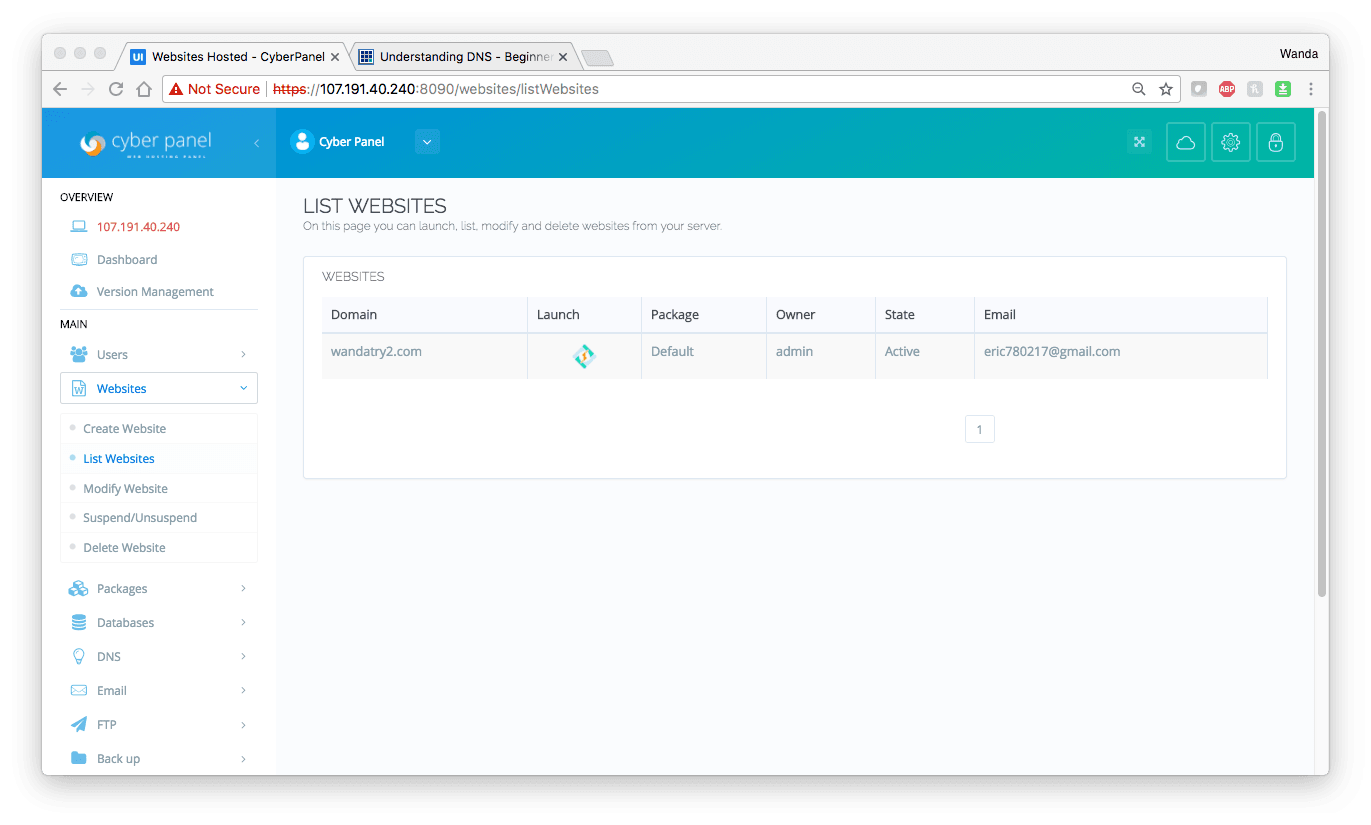 UI Websites Hosted - CyberPanel Understanding DNS - Beginne Wanda
Not Secure https://107.191.40.240:8090/websites/listWebsites ABP
cyber panel
WEB HOSTING PANEL
Cyber Panel
OVERVIEW
107.191.40.240
Dashboard
Version Management
MAIN
Users
W Websites
Create Website
List Websites
Modify Website
Suspend/Unsuspend
Delete Website
Packages
Databases
DNS
Email
FTP
Back up
LIST WEBSITES
On this page you can launch, list, modify and delete websites from your server.
WEBSITES
Domain Launch Package Owner State Email
wandatry2.com Default admin Active eric780217@gmail.com
1